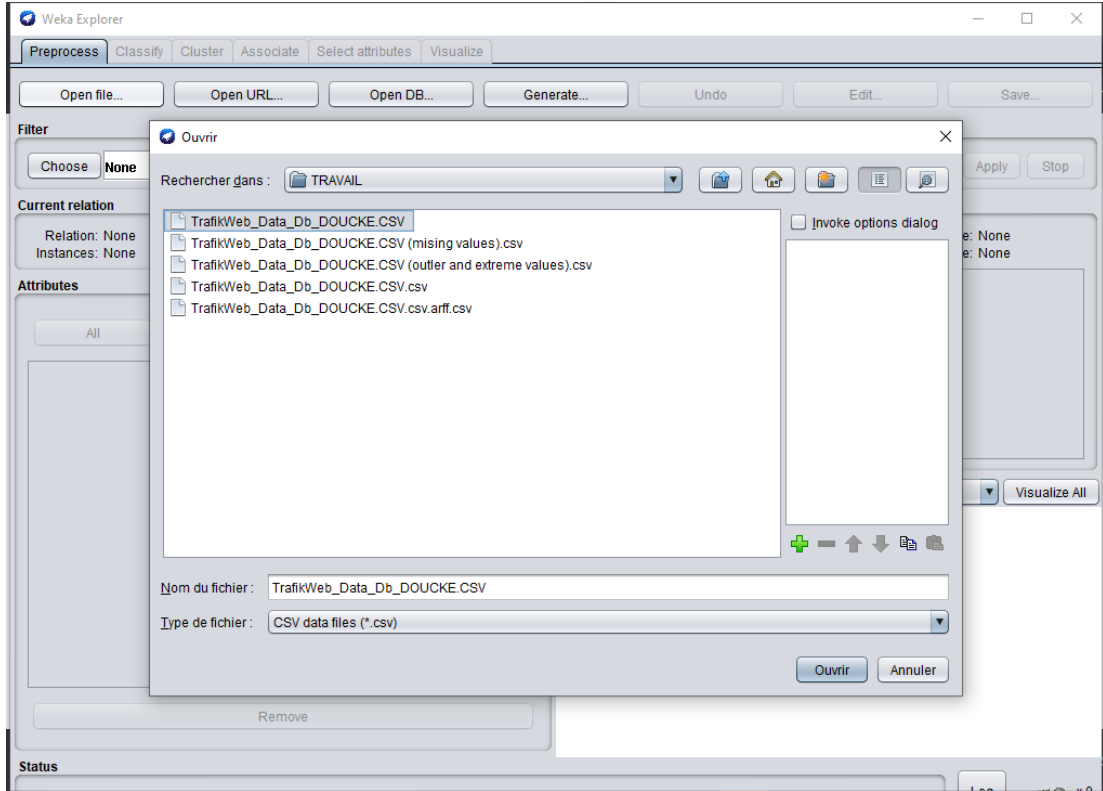 Weka Explorer
Preprocess Classify Cluster Associate Select attributes Visualize
Open file... Open URL... Open DB... Generate... Undo Edit... Save...
Filter
Choose None
Apply Stop
Current relation
Relation: None
Instances: None
e: None
e: None
Attributes
All
Remove
Visualize All
Status
Ouvrir
Rechercher dans : TRAVAIL
TrafikWeb_Data_Db_DOUCKE.CSV
TrafikWeb_Data_Db_DOUCKE.CSV (mising values).csv
TrafikWeb_Data_Db_DOUCKE.CSV (outler and extreme values).csv
TrafikWeb_Data_Db_DOUCKE.CSV.csv
TrafikWeb_Data_Db_DOUCKE.CSV.csv.arff.csv
Invoke options dialog
Nom du fichier : TrafikWeb_Data_Db_DOUCKE.CSV
Type de fichier : CSV data files (*.csv)
Ouvrir Annuler